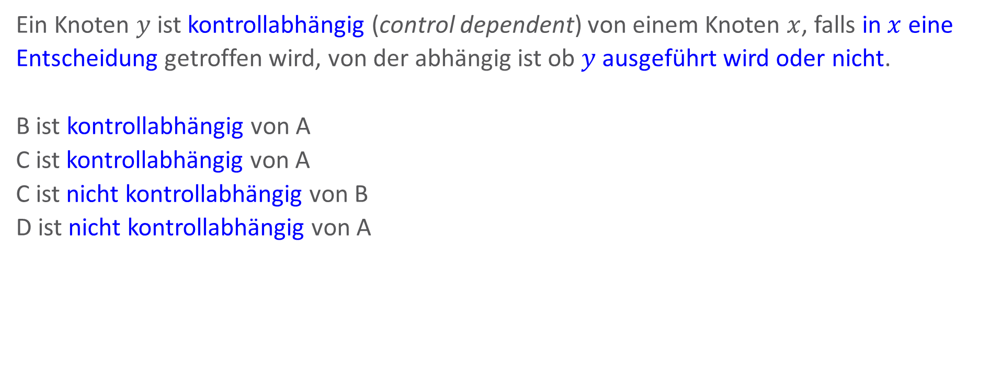 Ein Knoten 𝑦 ist kontrollabhängig (control dependent) von einem Knoten 𝑥, falls in 𝑥 eine
Entscheidung getroffen wird, von der abhängig ist ob 𝑦 ausgeführt wird oder nicht.
B ist kontrollabhängig von A
C ist kontrollabhängig von A
C ist nicht kontrollabhängig von B
D ist nicht kontrollabhängig von A